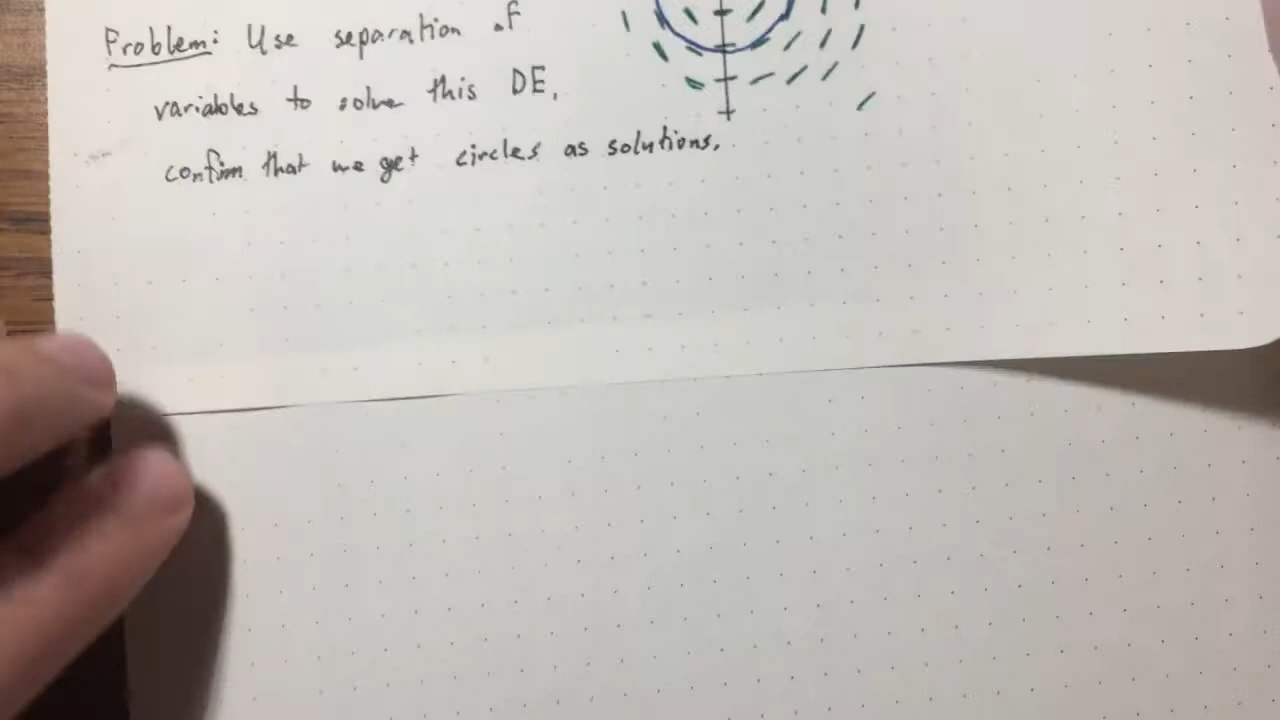 Problem: Use separation of
variables to solve this DE,
confirm that we get circles as solutions.